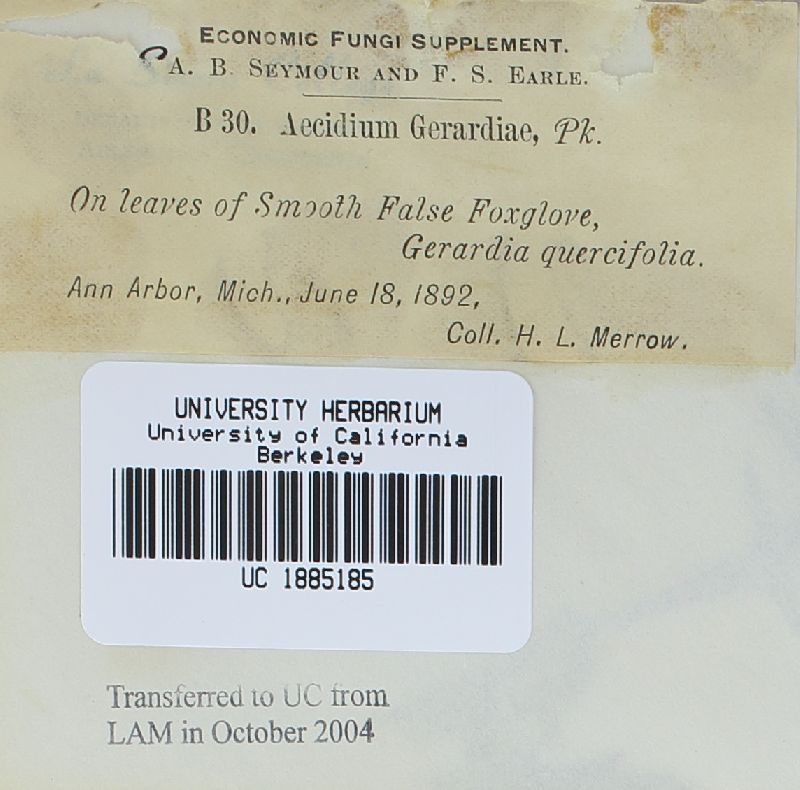 ECONOMIC FUNGI SUPPLEMENT.
A. B. SEYMOUR AND F. S. EARLE.
B 30. Aecidium Gerardiae, Pk.
On leaves of Smooth False Foxglove,
Gerardia quercifolia.
Ann Arbor, Mich., June 18, 1892,
Coll. H. L. Merrow.
UNIVERSITY HERBARIUM
University of California
Berkeley
UC 1885185
Transferred to UC from
LAM in October 2004